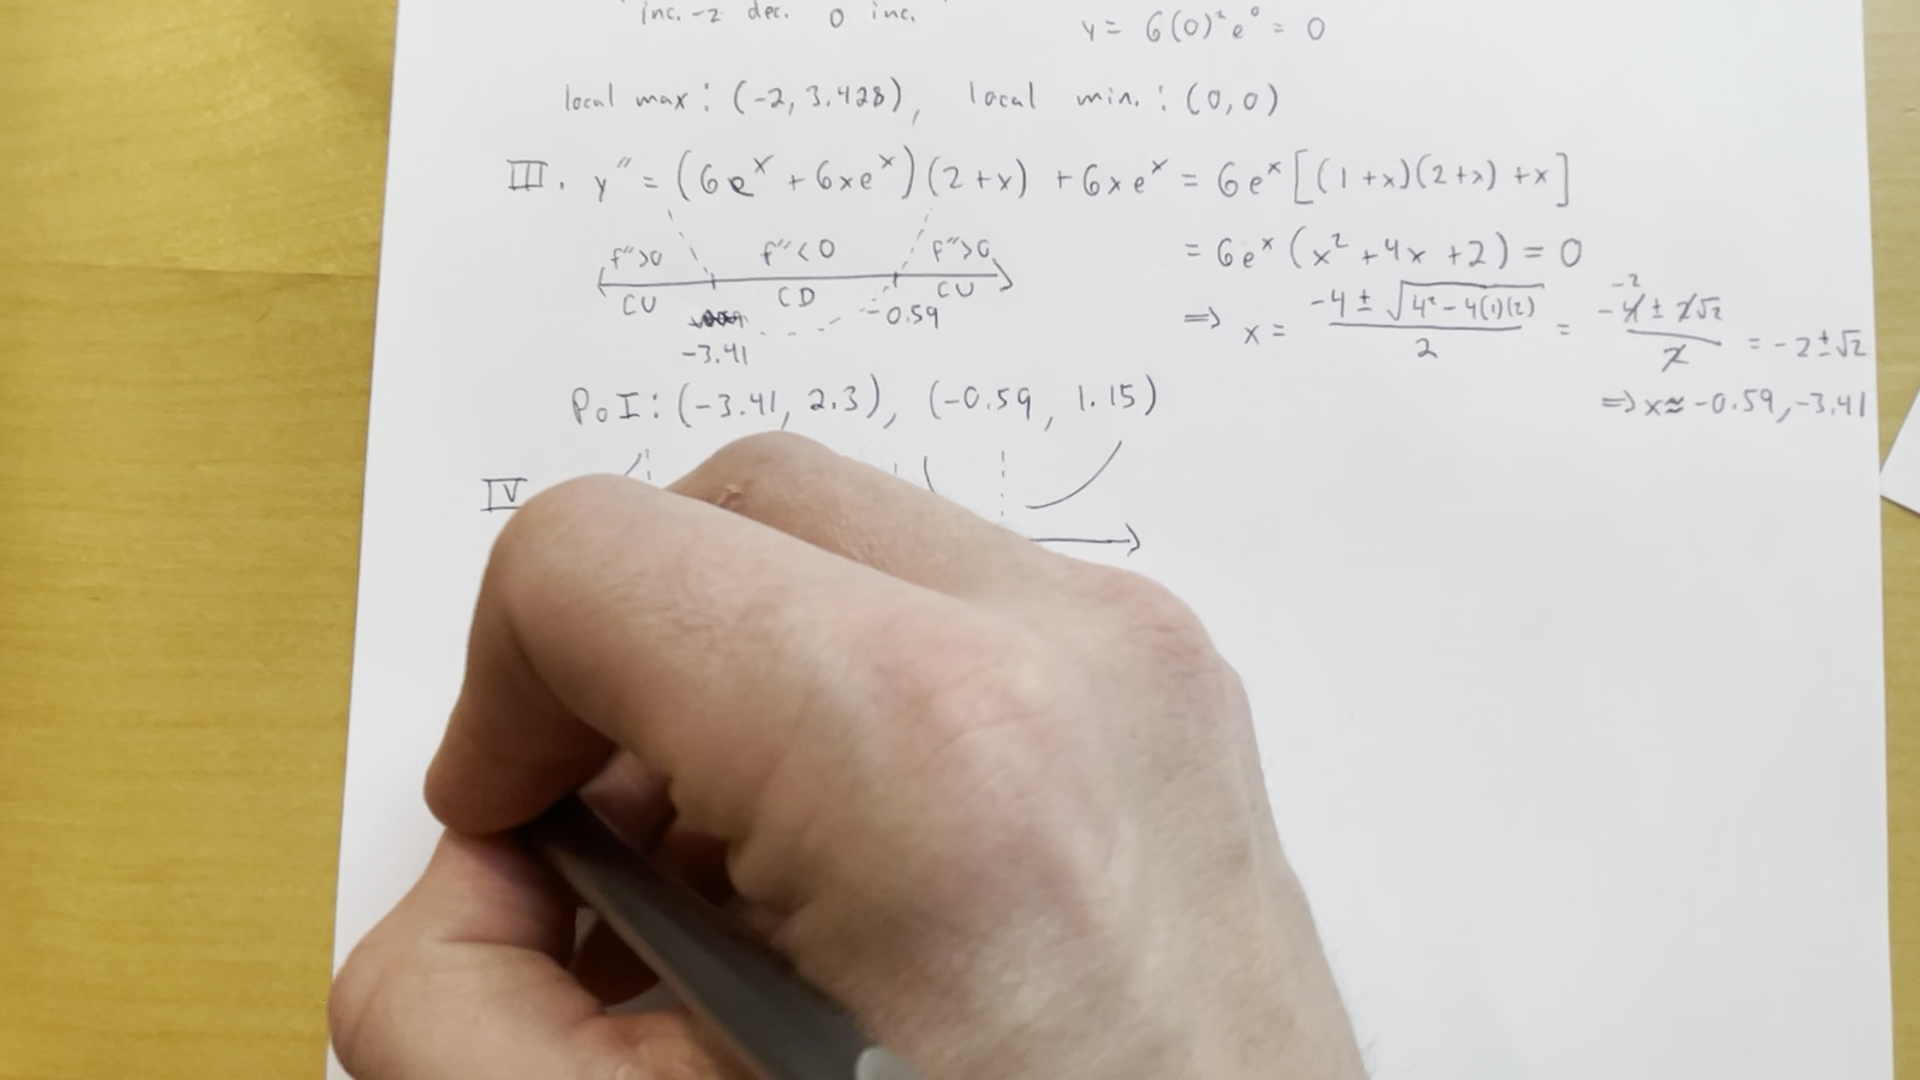 inc. -2 dec. 0 inc.
y = 6(0)²e⁰ = 0
local max: (-2, 3.428), local min.: (0,0)
III. y″ = (6eˣ + 6xeˣ)(2+x) + 6xeˣ = 6eˣ[(1+x)(2+x) + x]
= 6eˣ(x² + 4x + 2) = 0
f″>0 f″<0 f″>0
CU CD CU
-3.41 -0.59
⇒ x = (-4 ± √(4² - 4(1)(2)))/2 = (-4 ± 2√2)/2 = -2±√2
-2
⇒ x ≈ -0.59, -3.41
PoI: (-3.41, 2.3), (-0.59, 1.15)
IV